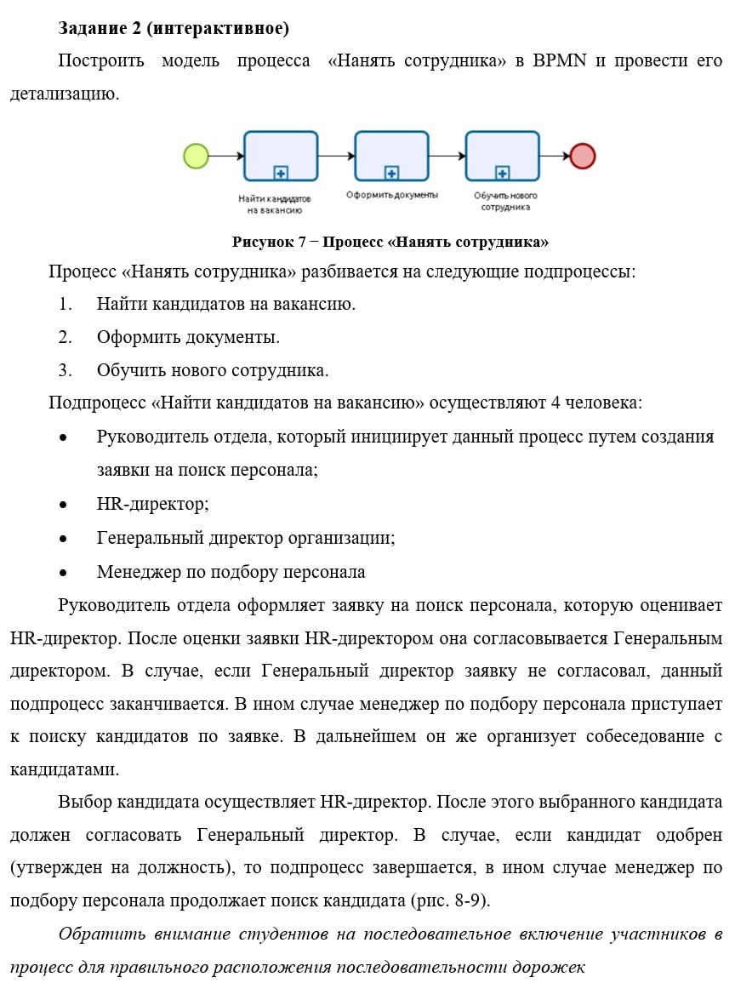 Задание 2 (интерактивное)
Построить модель процесса «Нанять сотрудника» в BPMN и провести его
детализацию.
Найти кандидатов
на вакансию
Оформить документы
Обучить нового
сотрудника
Рисунок 7 − Процесс «Нанять сотрудника»
Процесс «Нанять сотрудника» разбивается на следующие подпроцессы:
1. Найти кандидатов на вакансию.
2. Оформить документы.
3. Обучить нового сотрудника.
Подпроцесс «Найти кандидатов на вакансию» осуществляют 4 человека:
• Руководитель отдела, который инициирует данный процесс путем создания
заявки на поиск персонала;
• HR-директор;
• Генеральный директор организации;
• Менеджер по подбору персонала
Руководитель отдела оформляет заявку на поиск персонала, которую оценивает
HR-директор. После оценки заявки HR-директором она согласовывается Генеральным
директором. В случае, если Генеральный директор заявку не согласовал, данный
подпроцесс заканчивается. В ином случае менеджер по подбору персонала приступает
к поиску кандидатов по заявке. В дальнейшем он же организует собеседование с
кандидатами.
Выбор кандидата осуществляет HR-директор. После этого выбранного кандидата
должен согласовать Генеральный директор. В случае, если кандидат одобрен
(утвержден на должность), то подпроцесс завершается, в ином случае менеджер по
подбору персонала продолжает поиск кандидата (рис. 8-9).
Обратить внимание студентов на последовательное включение участников в
процесс для правильного расположения последовательности дорожек